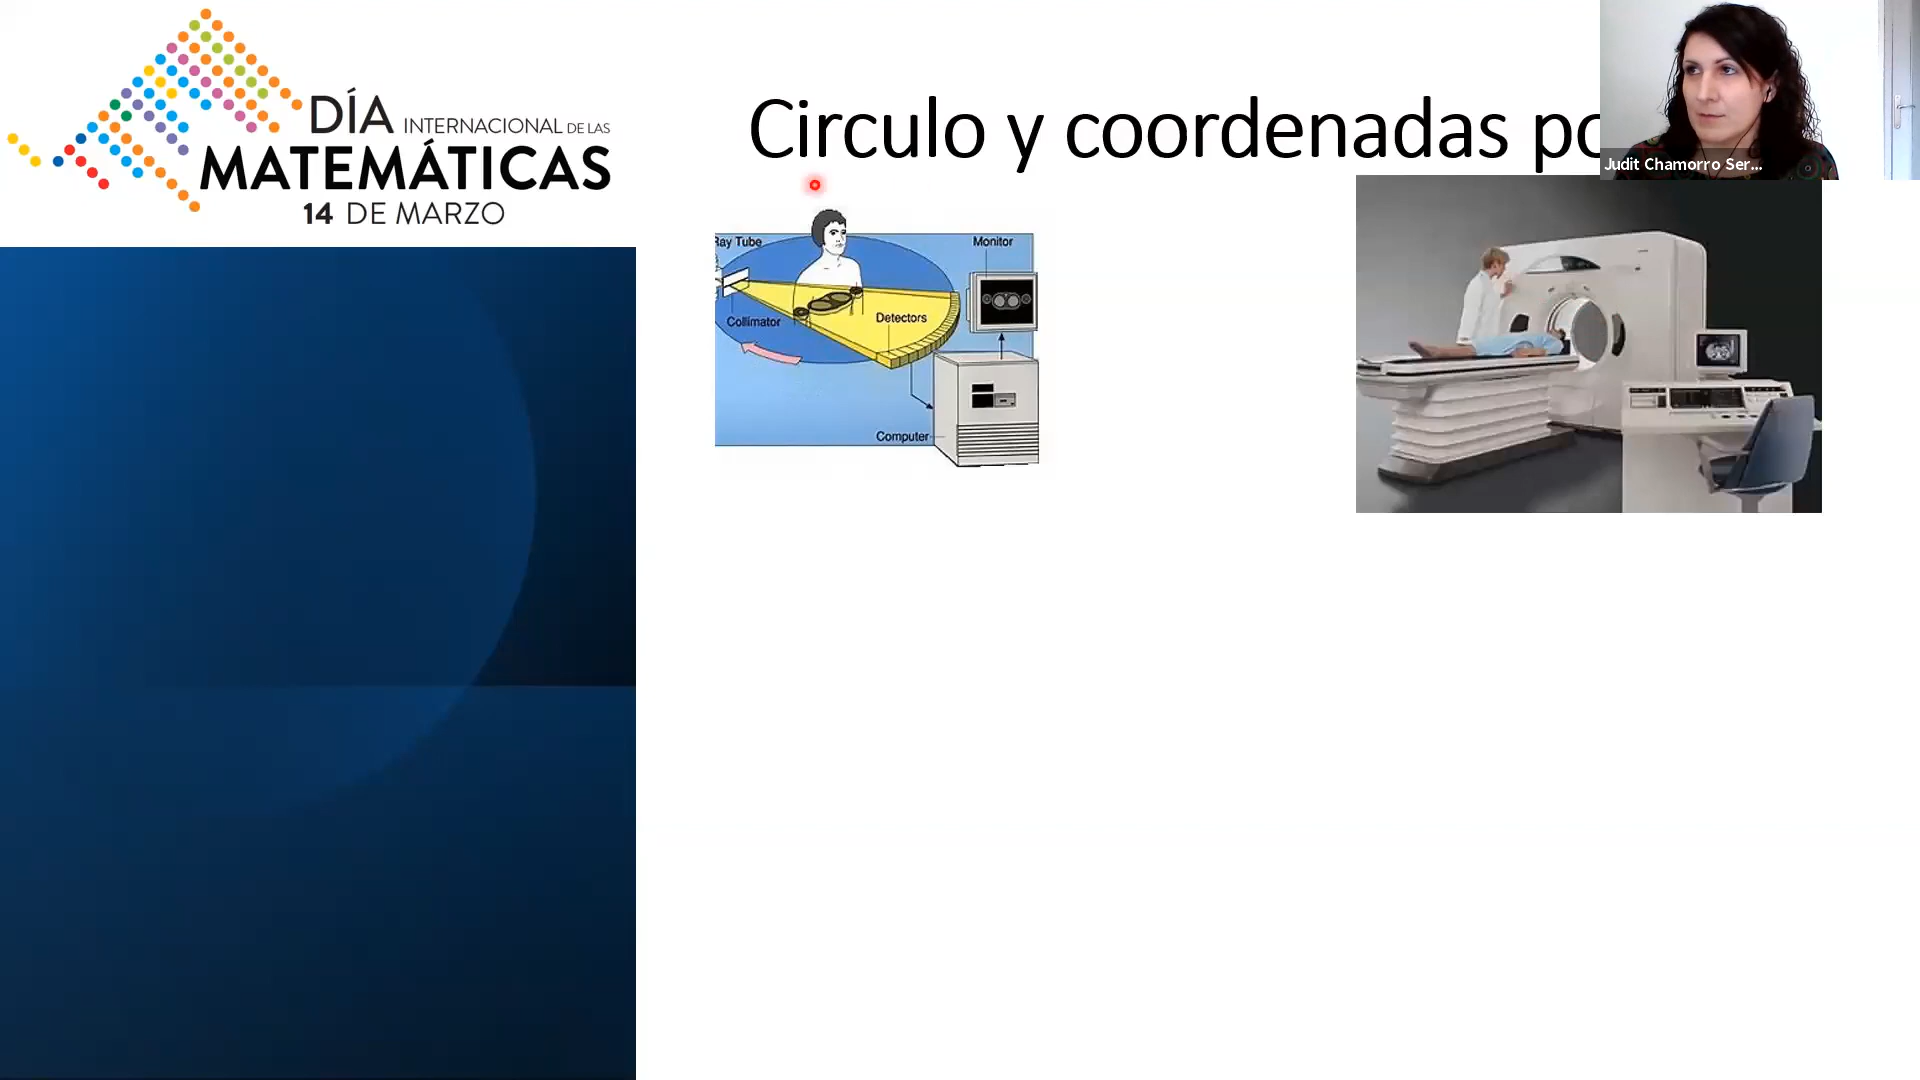 DÍA INTERNACIONAL DE LAS
MATEMÁTICAS
14 DE MARZO
Circulo y coordenadas po
Judit Chamorro Ser...
Ray Tube
Monitor
Collimator
Detectors
Computer